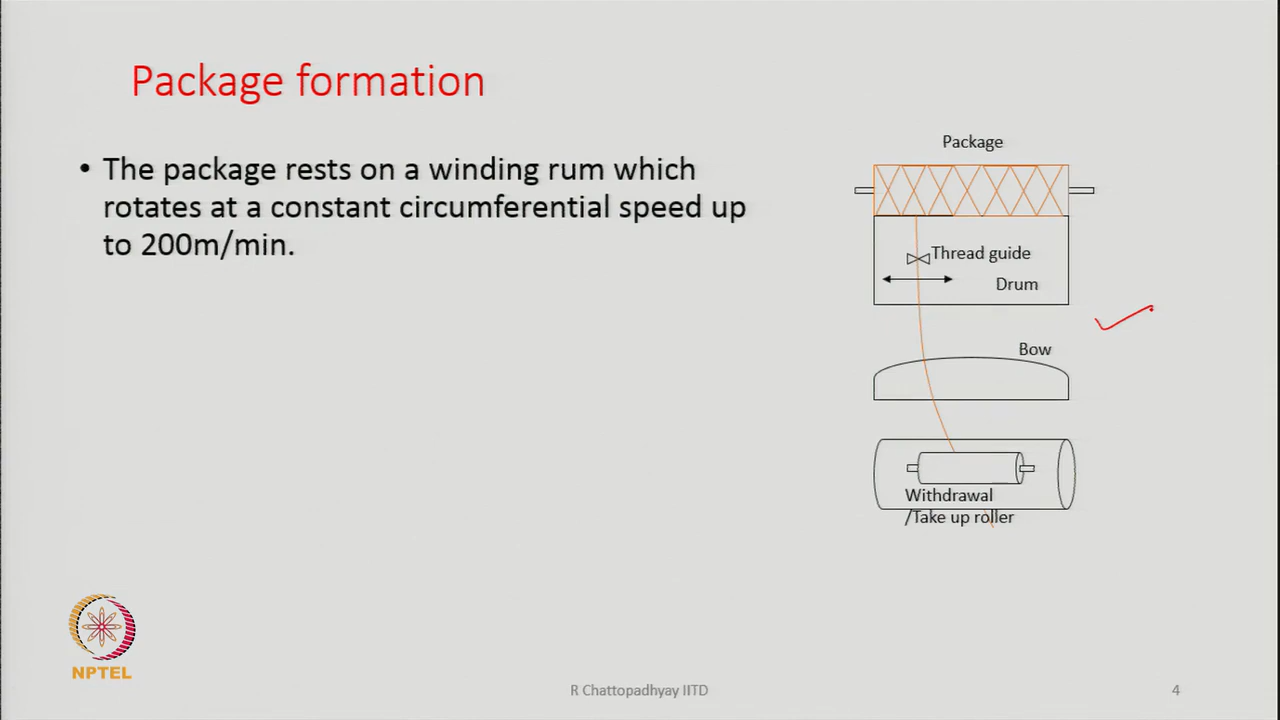 Package formation
• The package rests on a winding rum which
rotates at a constant circumferential speed up
to 200m/min.
Package
Thread guide
Drum
Bow
Withdrawal
/Take up roller
NPTEL
R Chattopadhyay IITD
4